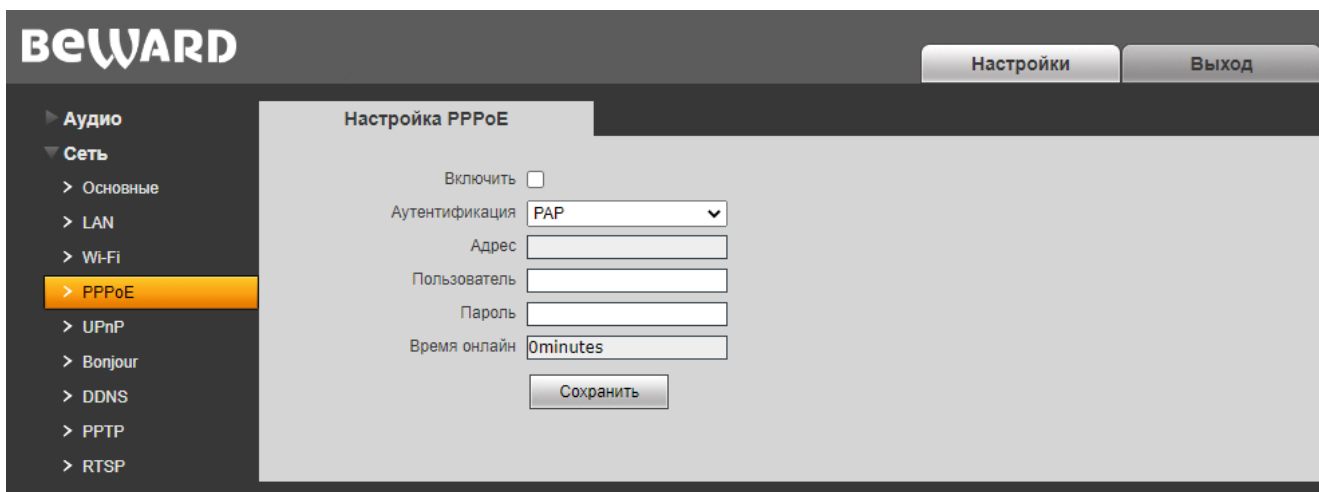 BEWARD
Настройки
Выход
Аудио
Сеть
> Основные
> LAN
> Wi-Fi
> PPPoE
> UPnP
> Bonjour
> DDNS
> PPTP
> RTSP
Настройка PPPoE
Включить
Аутентификация PAP
Адрес
Пользователь
Пароль
Время онлайн 0minutes
Сохранить